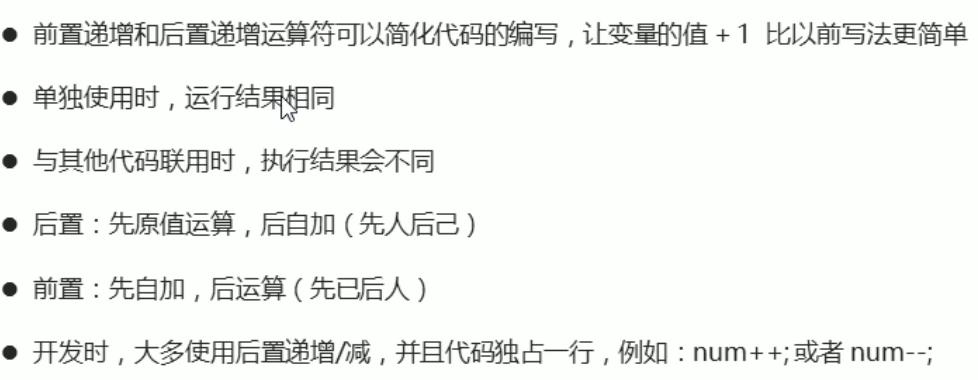 ● 前置递增和后置递增运算符可以简化代码的编写，让变量的值 + 1 比以前写法更简单
● 单独使用时，运行结果相同
● 与其他代码联用时，执行结果会不同
● 后置：先原值运算，后自加（先人后己）
● 前置：先自加，后运算（先已后人）
● 开发时，大多使用后置递增/减，并且代码独占一行，例如：num++; 或者 num--;